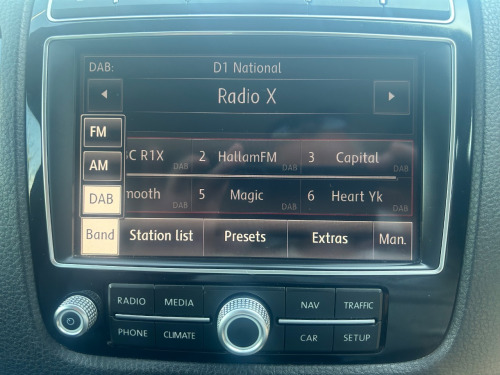 DAB: D1 National
Radio X
FM
C R1X DAB 2 HallamFM DAB 3 Capital DAB
AM
mooth DAB 5 Magic DAB 6 Heart Yk DAB
DAB
Band Station list Presets Extras Man.
RADIO MEDIA NAV TRAFFIC
PHONE CLIMATE CAR SETUP